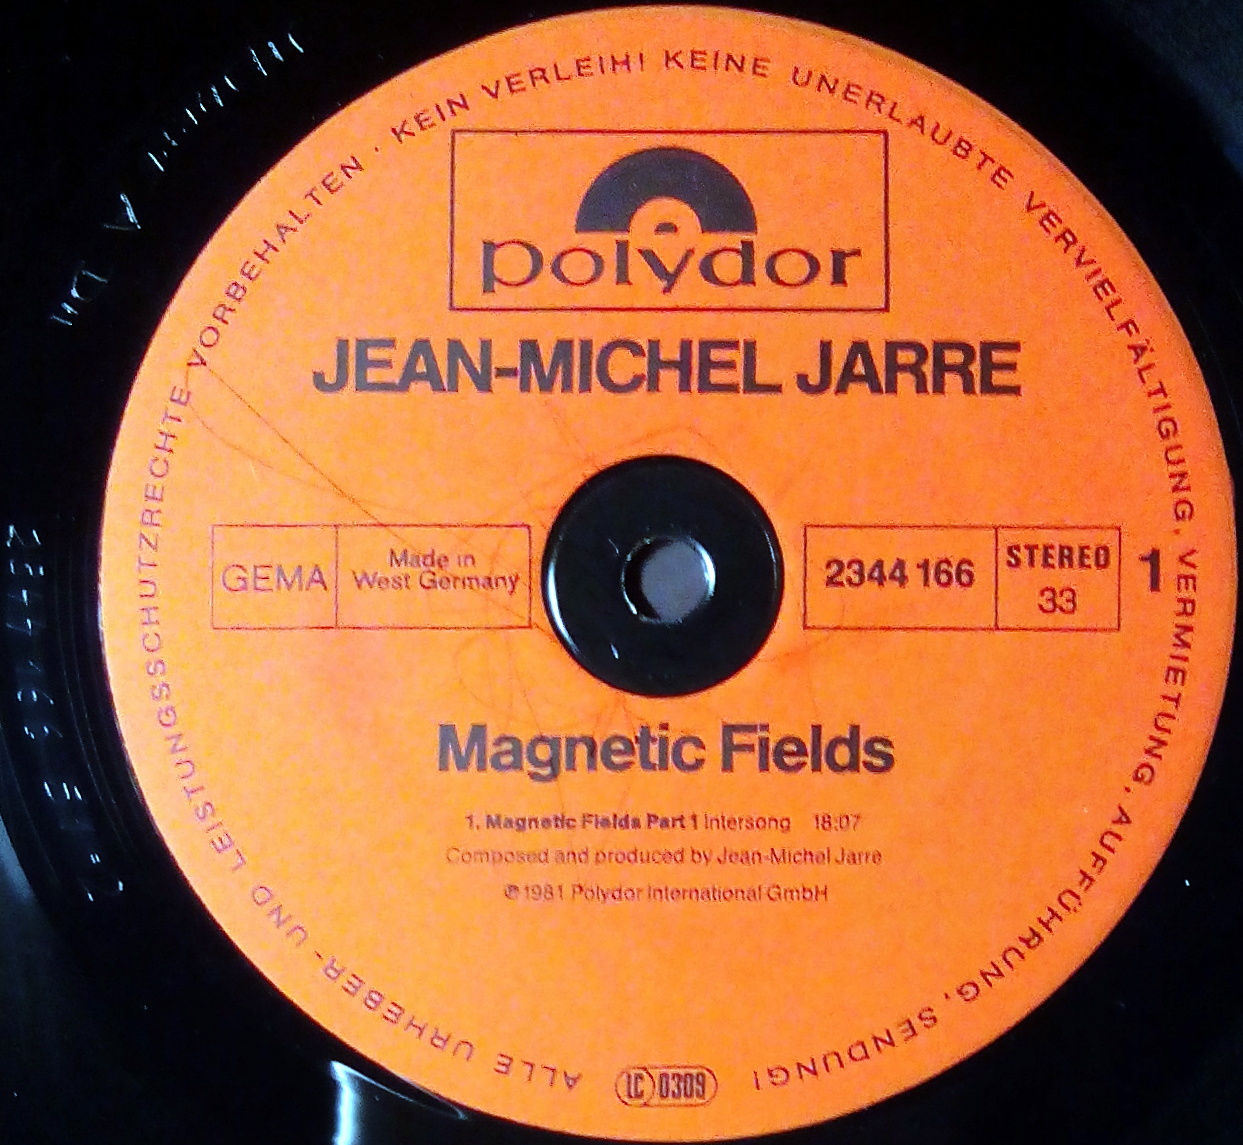 ALLE URHEBER- UND LEISTUNGSSCHUTZRECHTE VORBEHALTEN · KEIN VERLEIH! KEINE UNERLAUBTE VERVIELFÄLTIGUNG, VERMIETUNG, AUFFÜHRUNG, SENDUNG!
polydor
JEAN-MICHEL JARRE
GEMA
Made in
West Germany
2344 166
STEREO
33
1
Magnetic Fields
1. Magnetic Fields Part 1 Intersong 18:07
Composed and produced by Jean-Michel Jarre
℗ 1981 Polydor International GmbH
LC 0309